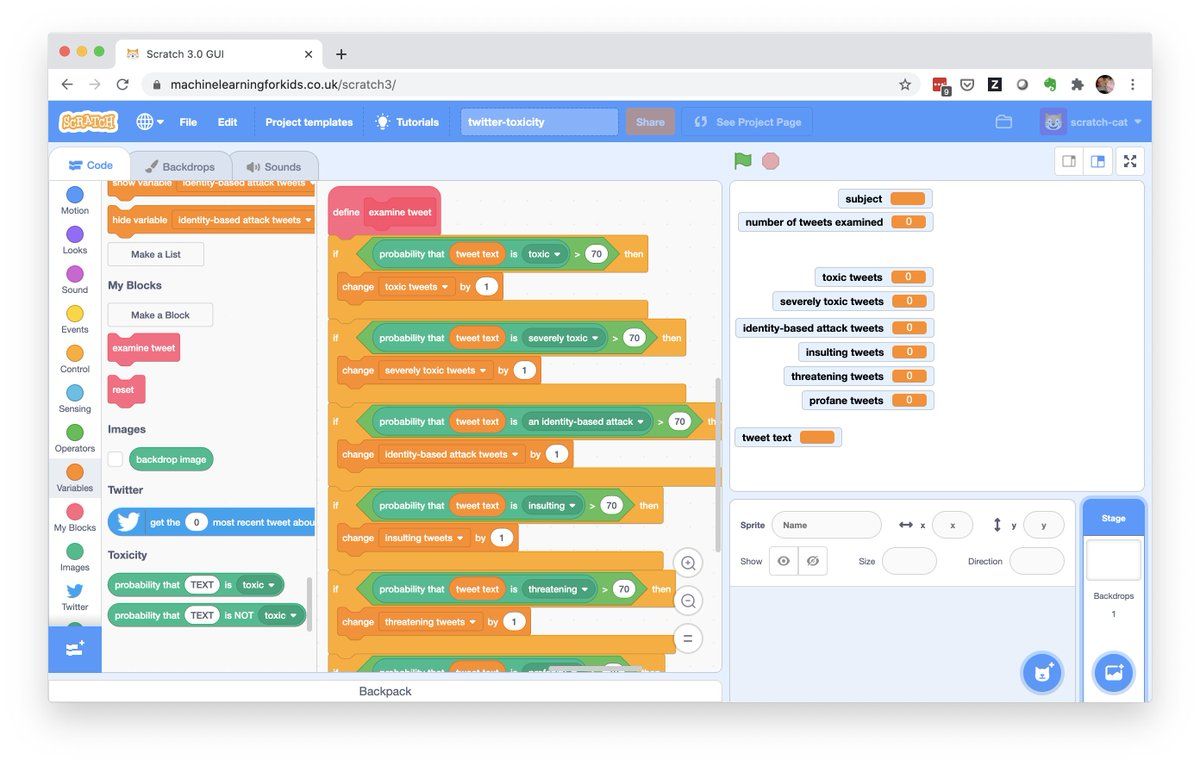 Scratch 3.0 GUI
machinelearningforkids.co.uk/scratch3/
9
Z
SCRATCH
File Edit Project templates Tutorials twitter-toxicity Share See Project Page scratch-cat
Code Backdrops Sounds
Motion
Looks
Sound
Events
Control
Sensing
Operators
Variables
My Blocks
Images
Twitter
show variable identity-based attack tweets
hide variable identity-based attack tweets
Make a List
My Blocks
Make a Block
examine tweet
reset
Images
backdrop image
Twitter
get the 0 most recent tweet abou
Toxicity
probability that TEXT is toxic
probability that TEXT is NOT toxic
define examine tweet
if probability that tweet text is toxic > 70 then
change toxic tweets by 1
if probability that tweet text is severely toxic > 70 then
change severely toxic tweets by 1
if probability that tweet text is an identity-based attack > 70 th
change identity-based attack tweets by 1
if probability that tweet text is insulting > 70 then
change insulting tweets by 1
if probability that tweet text is threatening > 70 then
change threatening tweets by 1
if probability that tweet text is
Backpack
subject
number of tweets examined 0
toxic tweets 0
severely toxic tweets 0
identity-based attack tweets 0
insulting tweets 0
threatening tweets 0
profane tweets 0
tweet text
Sprite Name x x y y
Show Size Direction
Stage
Backdrops
1